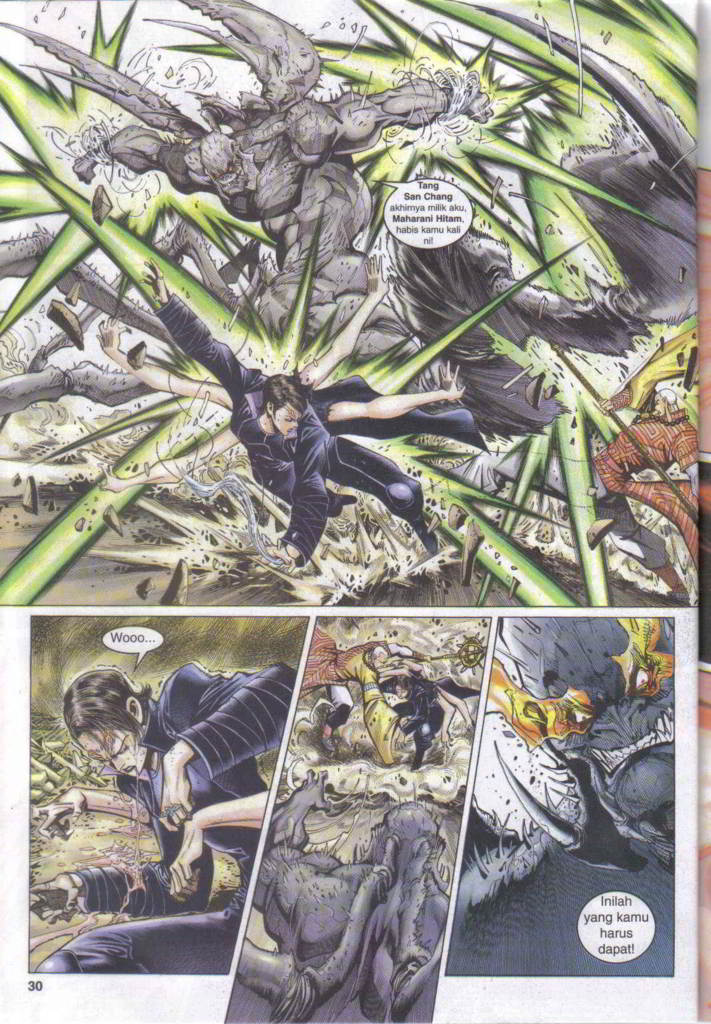 Tang
San Chang
akhirnya milik aku,
Maharani Hitam,
habis kamu kali
ni!
Wooo...
Inilah
yang kamu
harus
dapat!
30